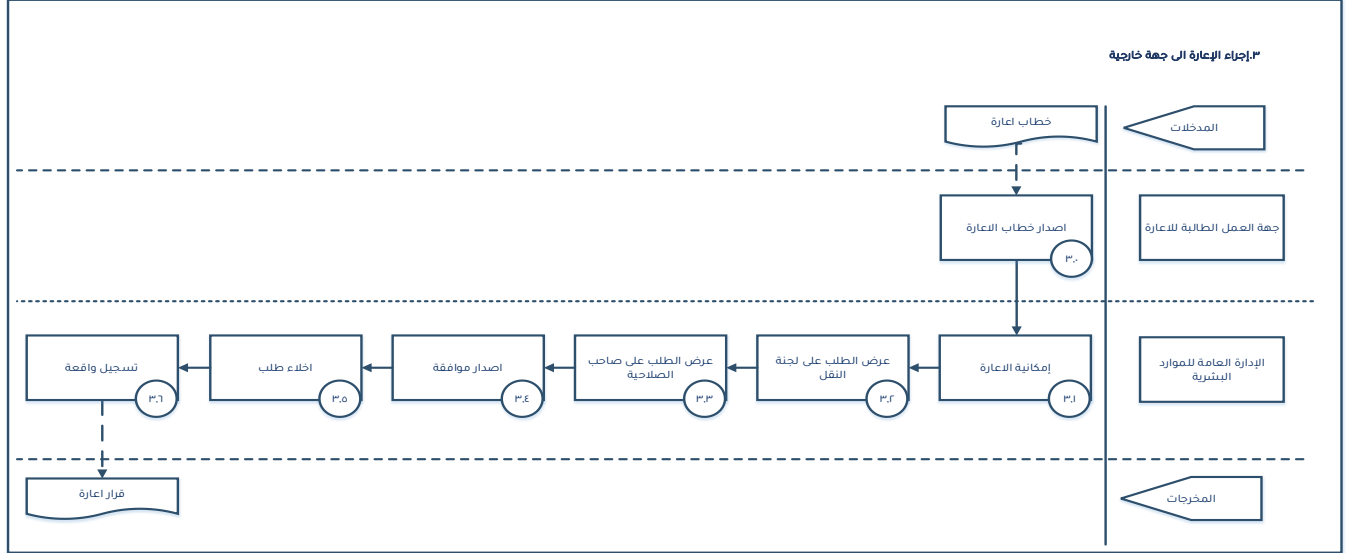 ٣.إجراء الإعارة الى جهة خارجية
المدخلات
خطاب اعارة
جهة العمل الطالبة للاعارة
اصدار خطاب الاعارة
٣.٠
الإدارة العامة للموارد
البشرية
إمكانية الاعارة
٣.١
عرض الطلب على لجنة
النقل
٣.٢
عرض الطلب على صاحب
الصلاحية
٣.٣
اصدار موافقة
٣.٤
اخلاء طلب
٣.٥
تسجيل واقعة
٣.٦
المخرجات
قرار اعارة